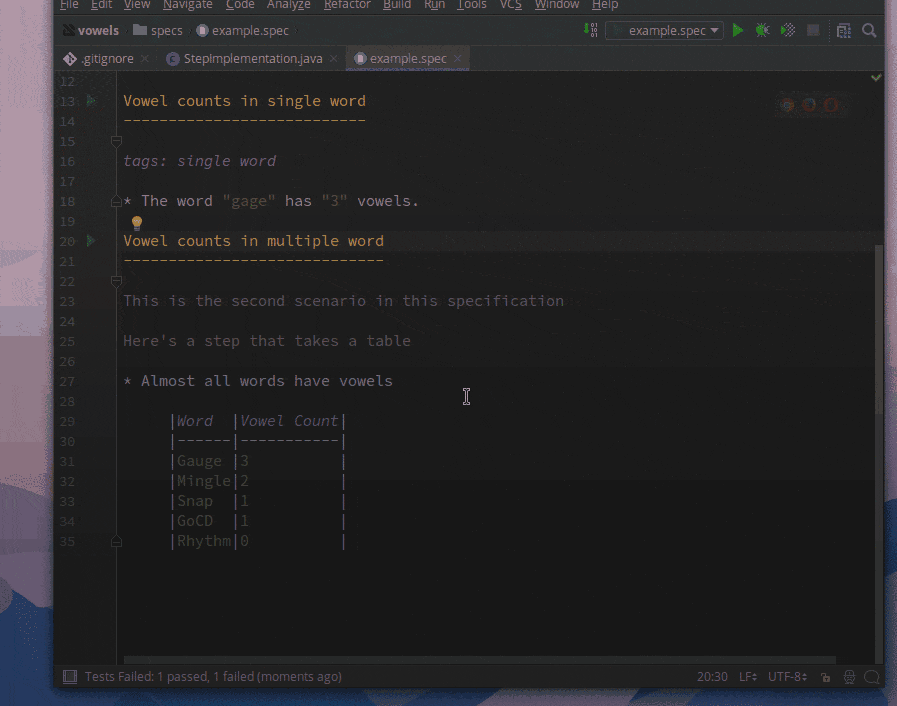 File Edit View Navigate Code Analyze Refactor Build Run Tools VCS Window Help
vowels specs example.spec example.spec
.gitignore StepImplementation.java example.spec
12
13 Vowel counts in single word
14 ---------------------------
15
16 tags: single word
17
18 * The word "gage" has "3" vowels.
19
20 Vowel counts in multiple word
21 -----------------------------
22
23 This is the second scenario in this specification
24
25 Here's a step that takes a table
26
27 * Almost all words have vowels
28
29 |Word |Vowel Count|
30 |------|-----------|
31 |Gauge |3 |
32 |Mingle|2 |
33 |Snap |1 |
34 |GoCD |1 |
35 |Rhythm|0 |
Tests Failed: 1 passed, 1 failed (moments ago) 20:30 LF UTF-8